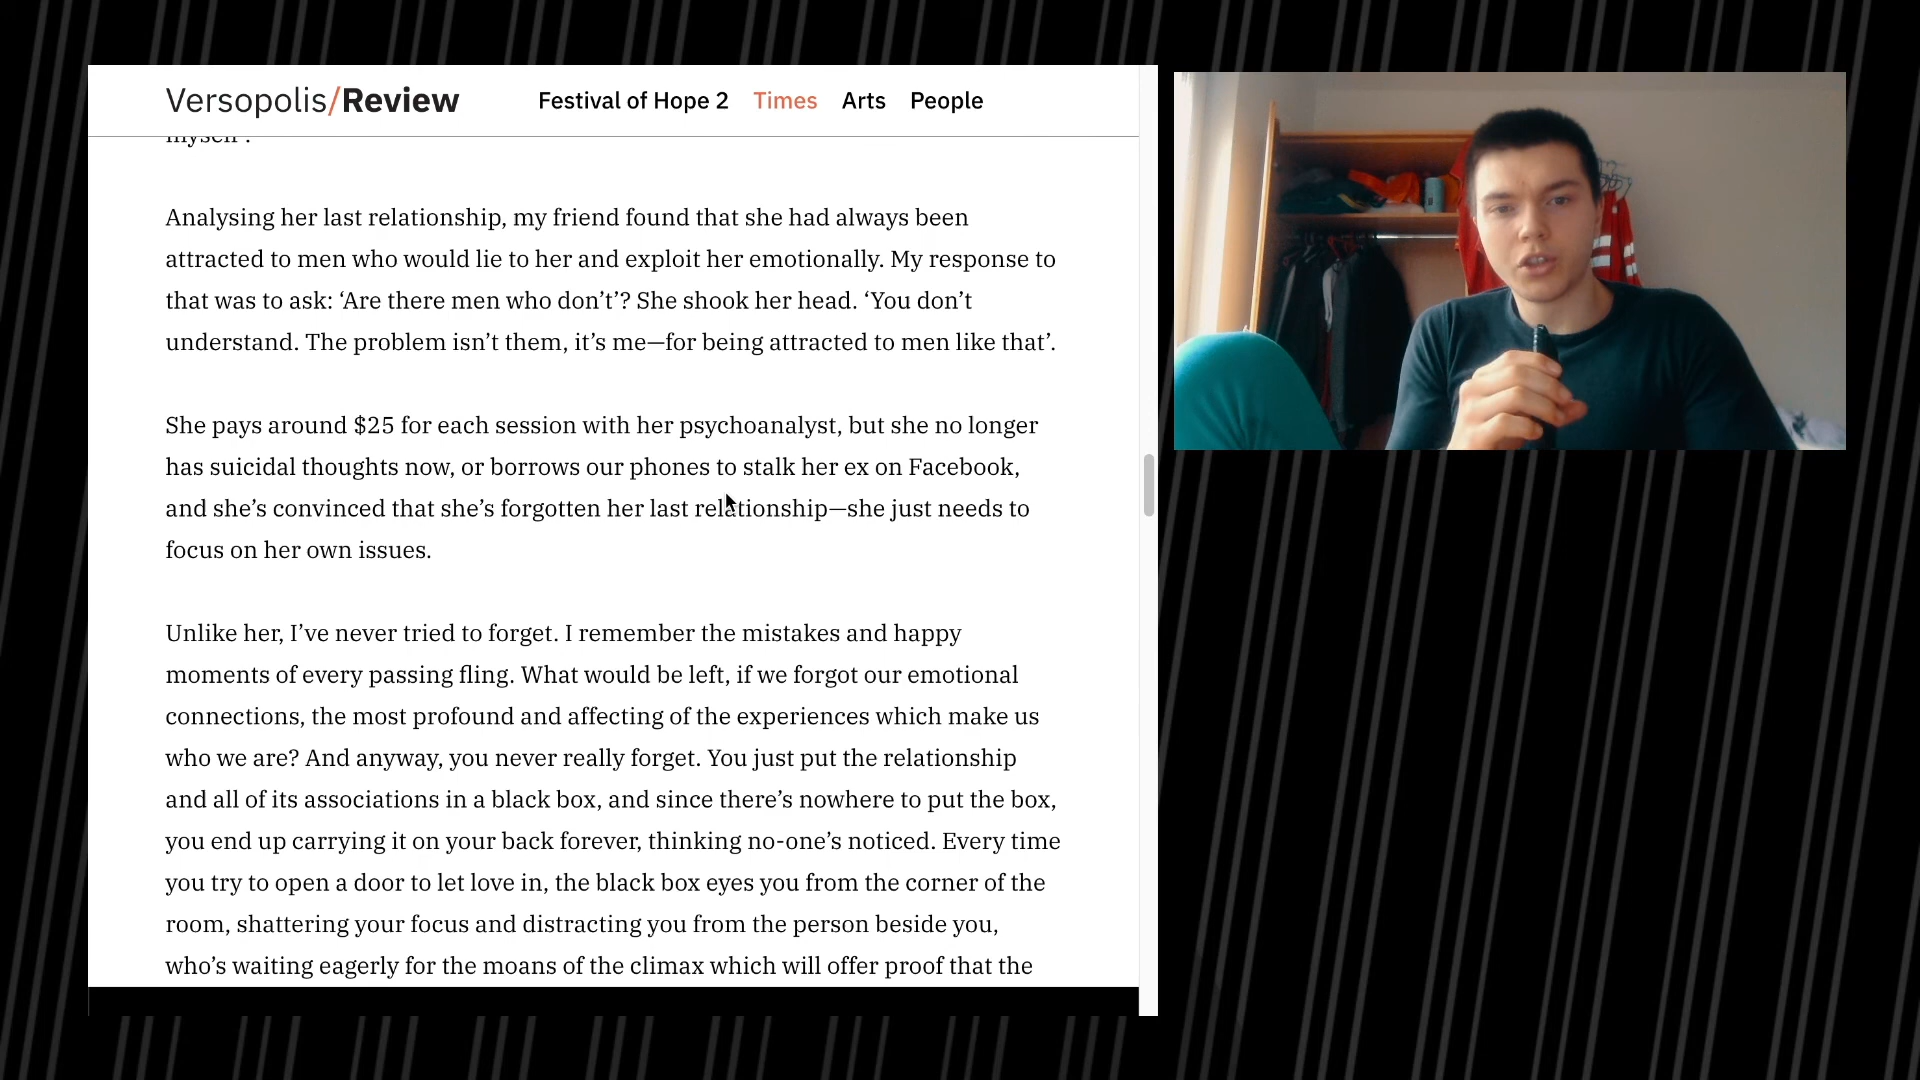 Versopolis/Review
Festival of Hope 2 Times Arts People
myself’.
Analysing her last relationship, my friend found that she had always been
attracted to men who would lie to her and exploit her emotionally. My response to
that was to ask: ‘Are there men who don’t’? She shook her head. ‘You don’t
understand. The problem isn’t them, it’s me—for being attracted to men like that’.
She pays around $25 for each session with her psychoanalyst, but she no longer
has suicidal thoughts now, or borrows our phones to stalk her ex on Facebook,
and she’s convinced that she’s forgotten her last relationship—she just needs to
focus on her own issues.
Unlike her, I’ve never tried to forget. I remember the mistakes and happy
moments of every passing fling. What would be left, if we forgot our emotional
connections, the most profound and affecting of the experiences which make us
who we are? And anyway, you never really forget. You just put the relationship
and all of its associations in a black box, and since there’s nowhere to put the box,
you end up carrying it on your back forever, thinking no-one’s noticed. Every time
you try to open a door to let love in, the black box eyes you from the corner of the
room, shattering your focus and distracting you from the person beside you,
who’s waiting eagerly for the moans of the climax which will offer proof that the